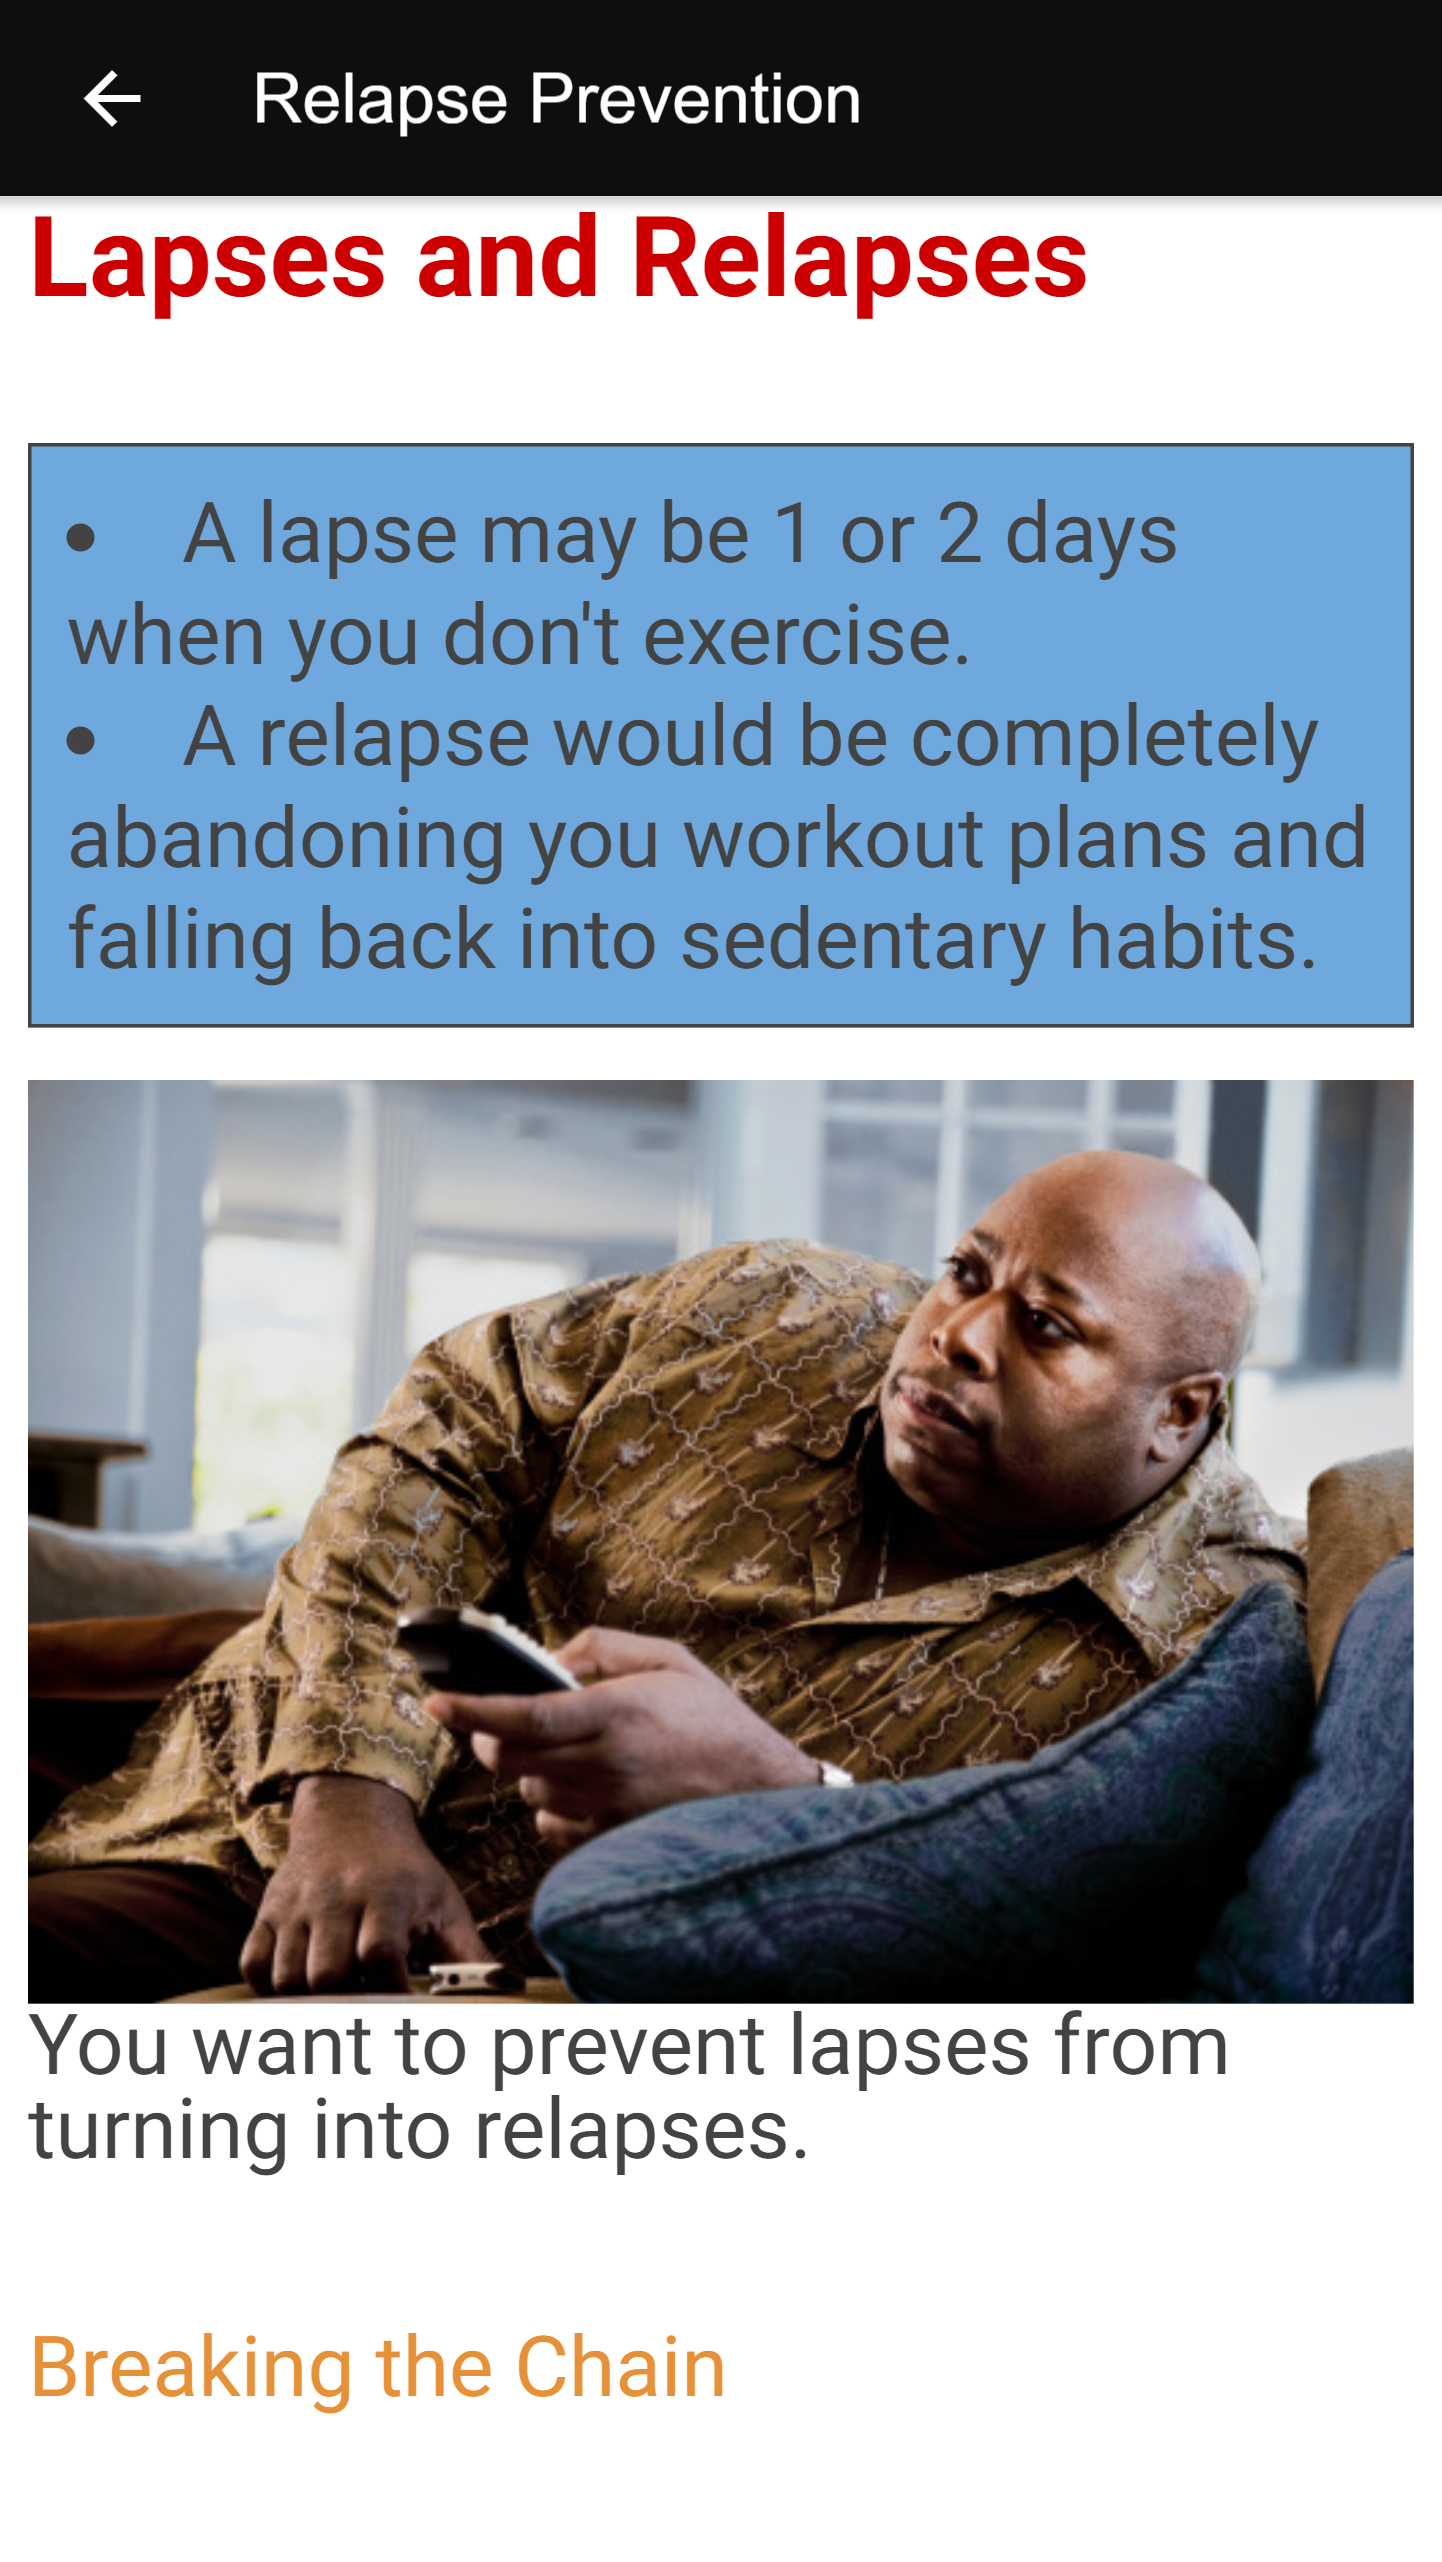 Relapse Prevention
Lapses and Relapses
• A lapse may be 1 or 2 days
when you don't exercise.
• A relapse would be completely
abandoning you workout plans and
falling back into sedentary habits.
You want to prevent lapses from
turning into relapses.
Breaking the Chain